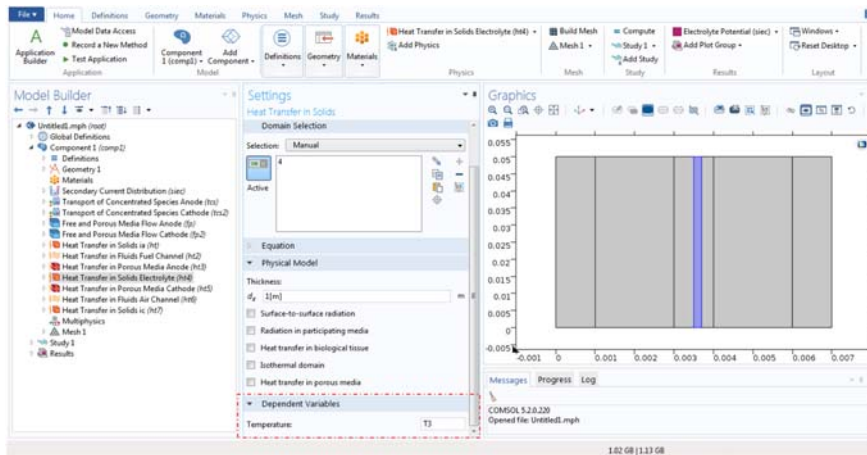 File ▾ Home Definitions Geometry Materials Physics Mesh Study Results
Application Builder
Model Data Access
Record a New Method
Test Application
Application
Component 1 (comp1) ▾
Add Component ▾
Model
Definitions
Geometry
Materials
Heat Transfer in Solids Electrolyte (ht4) ▾
Add Physics
Physics
Build Mesh
Mesh 1 ▾
Mesh
Compute
Study 1 ▾
Add Study
Study
Electrolyte Potential (siec) ▾
Add Plot Group ▾
Results
Windows ▾
Reset Desktop ▾
Layout
Model Builder
Untitled1.mph (root)
Global Definitions
Component 1 (comp1)
Definitions
Geometry 1
Materials
Secondary Current Distribution (siec)
Transport of Concentrated Species Anode (tcs)
Transport of Concentrated Species Cathode (tcs2)
Free and Porous Media Flow Anode (fp)
Free and Porous Media Flow Cathode (fp2)
Heat Transfer in Solids ia (ht)
Heat Transfer in Fluids Fuel Channel (ht2)
Heat Transfer in Porous Media Anode (ht3)
Heat Transfer in Solids Electrolyte (ht4)
Heat Transfer in Porous Media Cathode (ht5)
Heat Transfer in Fluids Air Channel (ht6)
Heat Transfer in Solids ic (ht7)
Multiphysics
Mesh 1
Study 1
Results
Settings
Heat Transfer in Solids
Domain Selection
Selection: Manual
4
Active
Equation
Physical Model
Thickness:
d_z 1[m] m
Surface-to-surface radiation
Radiation in participating media
Heat transfer in biological tissue
Isothermal domain
Heat transfer in porous media
Dependent Variables
Temperature: T3
Graphics
0.055
0.05
0.045
0.04
0.035
0.03
0.025
0.02
0.015
0.01
0.005
0
-0.005
-0.001 0 0.001 0.002 0.003 0.004 0.005 0.006 0.007
Messages Progress Log
COMSOL 5.2.0.220
Opened file: Untitled1.mph
1.02 GB | 1.13 GB